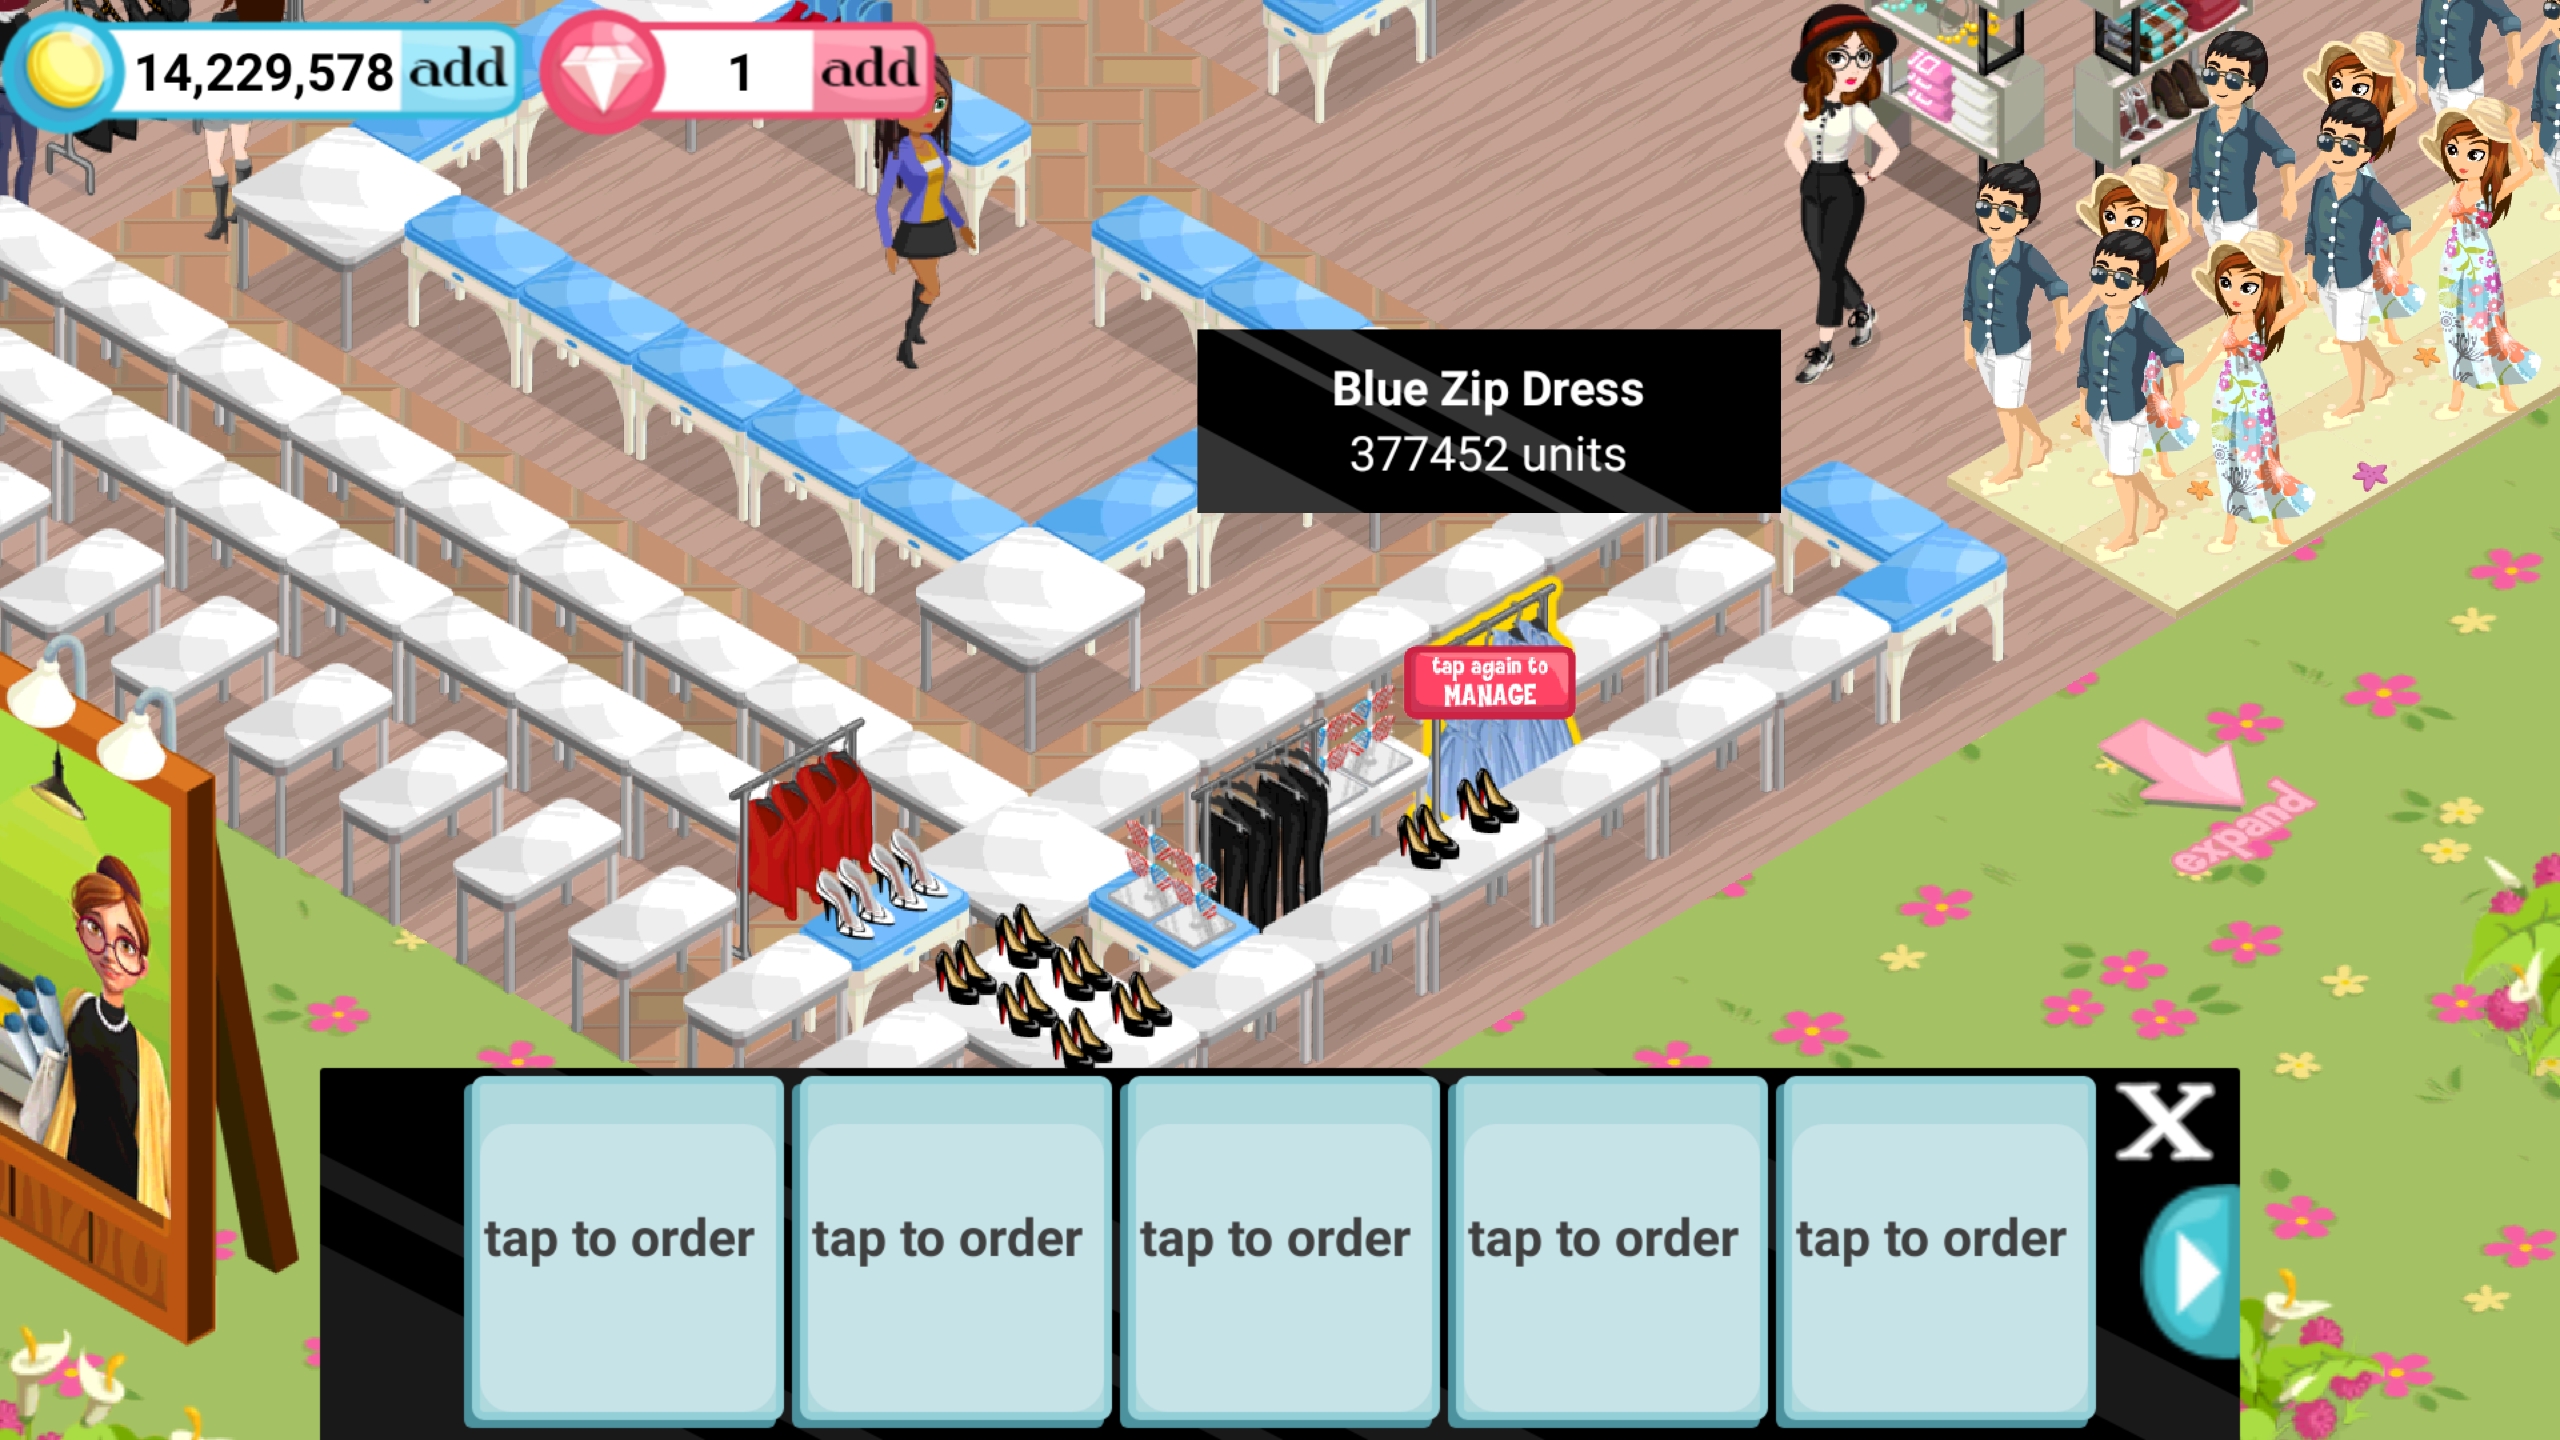 14,229,578 add
1 add
Blue Zip Dress
377452 units
tap again to
MANAGE
expand
tap to order
tap to order
tap to order
tap to order
tap to order
X